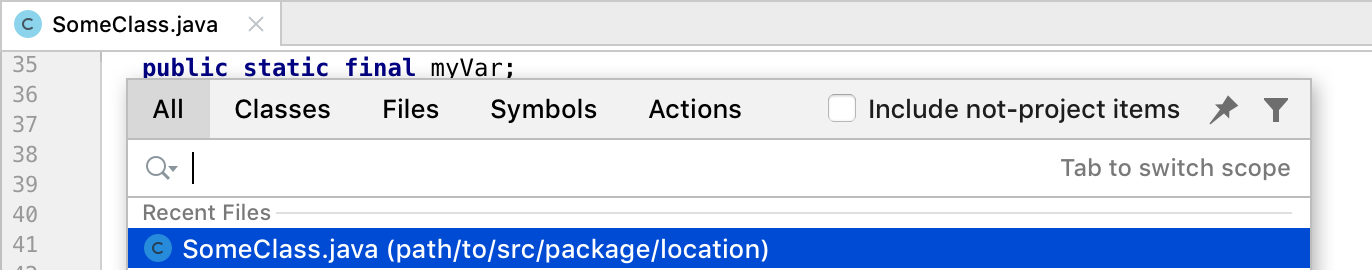 C SomeClass.java
35 public static final myVar;
36
All Classes Files Symbols Actions Include not-project items
37
38
Tab to switch scope
39
40 Recent Files
41 C SomeClass.java (path/to/src/package/location)